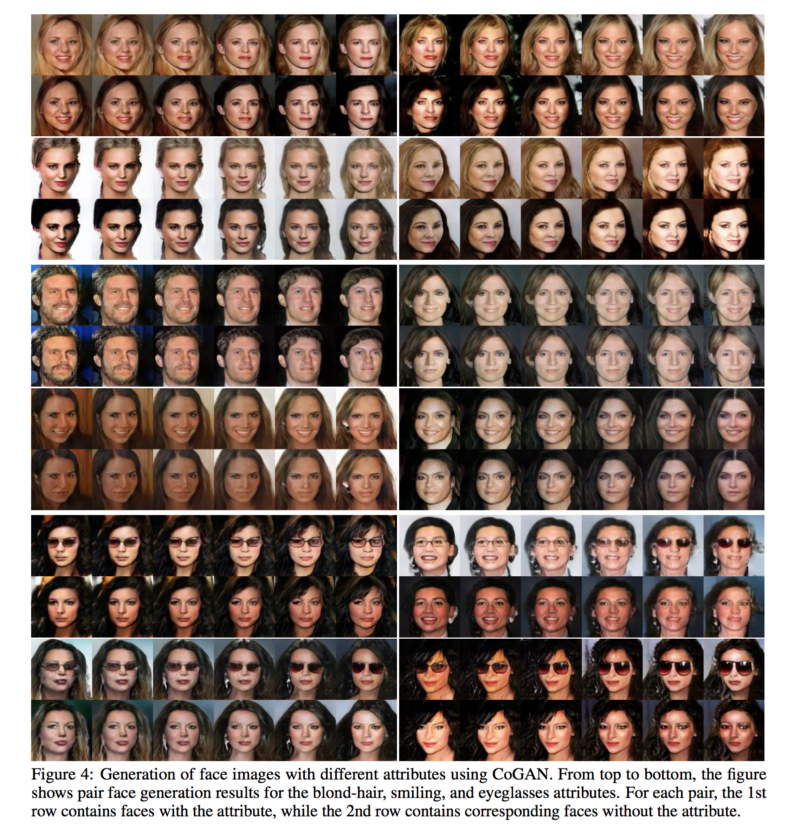 Figure 4: Generation of face images with different attributes using CoGAN. From top to bottom, the figure
shows pair face generation results for the blond-hair, smiling, and eyeglasses attributes. For each pair, the 1st
row contains faces with the attribute, while the 2nd row contains corresponding faces without the attribute.